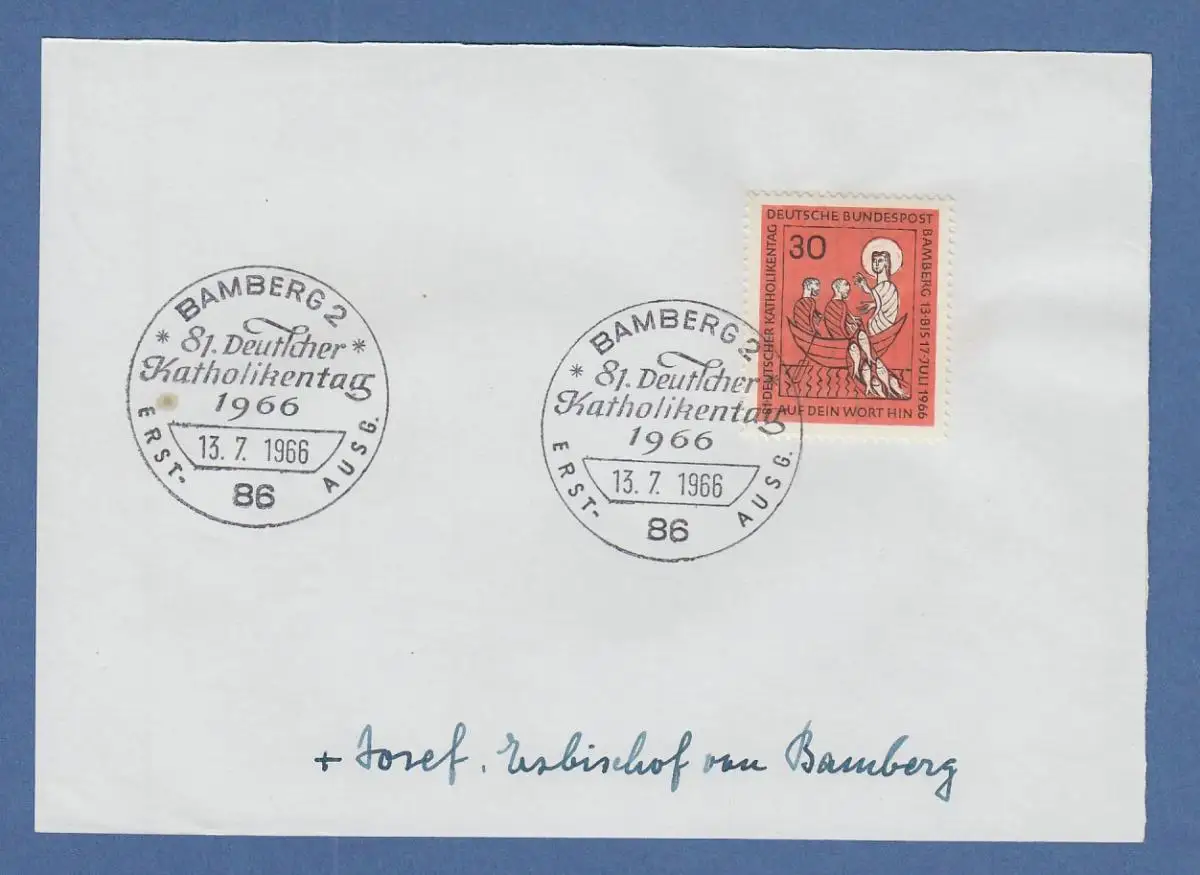 BAMBERG 2
* 81. Deutscher *
Katholikentag
1966
13. 7. 1966
ERST- AUSG.
86
BAMBERG 2
* 81. Deutscher *
Katholikentag
1966
13. 7. 1966
ERST- AUSG.
86
DEUTSCHE BUNDESPOST
30
81·DEUTSCHER KATHOLIKENTAG
BAMBERG 13·BIS 17·JULI 1966
AUF DEIN WORT HIN
+ Josef, Erzbischof von Bamberg